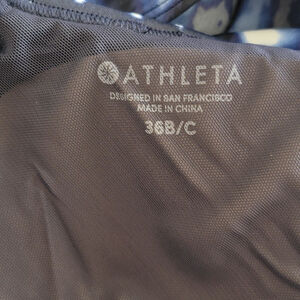 ATHLETA
DESIGNED IN SAN FRANCISCO
MADE IN CHINA
36B/C